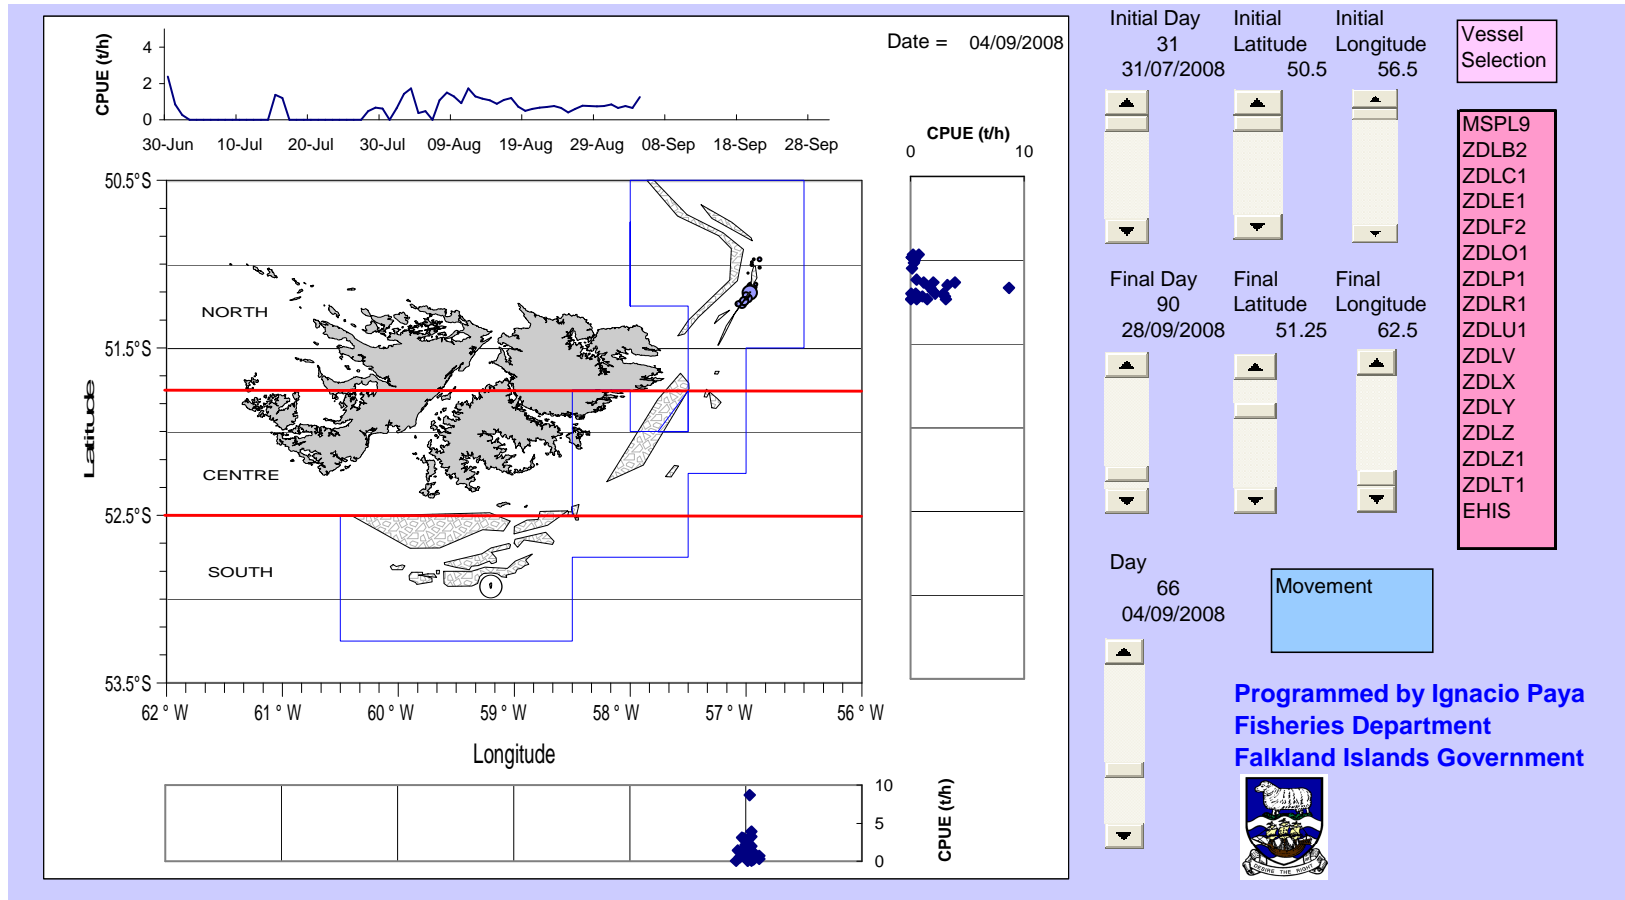 CPUE (t/h)
4
2
0
30-Jun 10-Jul 20-Jul 30-Jul 09-Aug 19-Aug 29-Aug 08-Sep 18-Sep 28-Sep
Date = 04/09/2008
CPUE (t/h)
0 10
Latitude
50.5°S
51.5°S
52.5°S
53.5°S
NORTH
CENTRE
SOUTH
62 ° W 61 ° W 60 ° W 59 ° W 58 ° W 57 ° W 56 ° W
Longitude
10
5
0
CPUE (t/h)
Initial Day
31
31/07/2008
Initial
Latitude
50.5
Initial
Longitude
56.5
Vessel
Selection
MSPL9
ZDLB2
ZDLC1
ZDLE1
ZDLF2
ZDLO1
ZDLP1
ZDLR1
ZDLU1
ZDLV
ZDLX
ZDLY
ZDLZ
ZDLZ1
ZDLT1
EHIS
Final Day
90
28/09/2008
Final
Latitude
51.25
Final
Longitude
62.5
Day
66
04/09/2008
Movement
Programmed by Ignacio Paya
Fisheries Department
Falkland Islands Government
DESIRE THE RIGHT